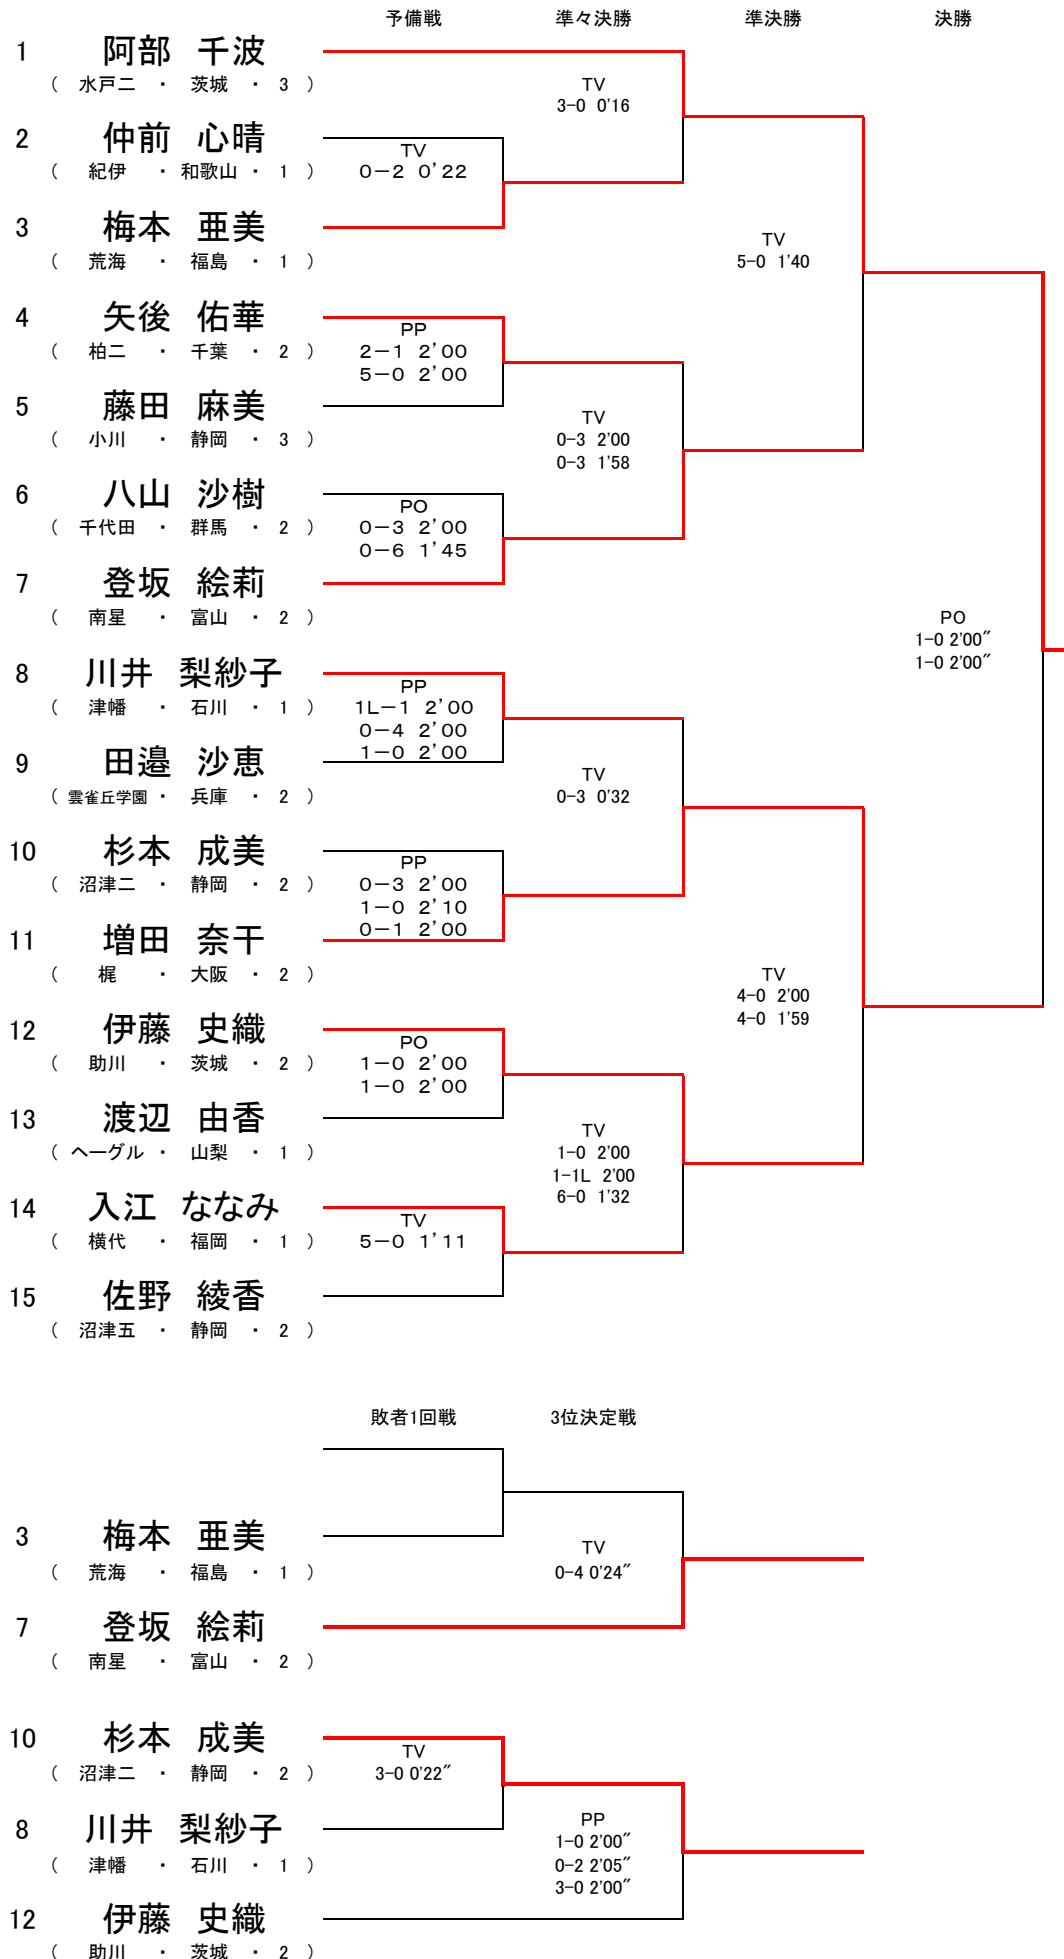 予備戦 準々決勝 準決勝 決勝
1 阿部 千波
( 水戸二 ・ 茨城 ・ 3 )
TV
3-0 0'16
2 仲前 心晴
( 紀伊 ・ 和歌山 ・ 1 )
TV
0-2 0'22
3 梅本 亜美
( 荒海 ・ 福島 ・ 1 )
TV
5-0 1'40
4 矢後 佑華
( 柏二 ・ 千葉 ・ 2 )
PP
2-1 2'00
5-0 2'00
5 藤田 麻美
( 小川 ・ 静岡 ・ 3 )
TV
0-3 2'00
0-3 1'58
6 八山 沙樹
( 千代田 ・ 群馬 ・ 2 )
PO
0-3 2'00
0-6 1'45
7 登坂 絵莉
( 南星 ・ 富山 ・ 2 )
PO
1-0 2'00"
1-0 2'00"
8 川井 梨紗子
( 津幡 ・ 石川 ・ 1 )
PP
1L-1 2'00
0-4 2'00
1-0 2'00
9 田邉 沙恵
( 雲雀丘学園 ・ 兵庫 ・ 2 )
TV
0-3 0'32
10 杉本 成美
( 沼津二 ・ 静岡 ・ 2 )
PP
0-3 2'00
1-0 2'10
0-1 2'00
11 増田 奈千
( 梶 ・ 大阪 ・ 2 )
TV
4-0 2'00
4-0 1'59
12 伊藤 史織
( 助川 ・ 茨城 ・ 2 )
PO
1-0 2'00
1-0 2'00
13 渡辺 由香
( ヘーグル ・ 山梨 ・ 1 )
TV
1-0 2'00
1-1L 2'00
6-0 1'32
14 入江 ななみ
( 横代 ・ 福岡 ・ 1 )
TV
5-0 1'11
15 佐野 綾香
( 沼津五 ・ 静岡 ・ 2 )
敗者1回戦 3位決定戦
3 梅本 亜美
( 荒海 ・ 福島 ・ 1 )
TV
0-4 0'24"
7 登坂 絵莉
( 南星 ・ 富山 ・ 2 )
10 杉本 成美
( 沼津二 ・ 静岡 ・ 2 )
TV
3-0 0'22"
8 川井 梨紗子
( 津幡 ・ 石川 ・ 1 )
PP
1-0 2'00"
0-2 2'05"
3-0 2'00"
12 伊藤 史織
( 助川 ・ 茨城 ・ 2 )